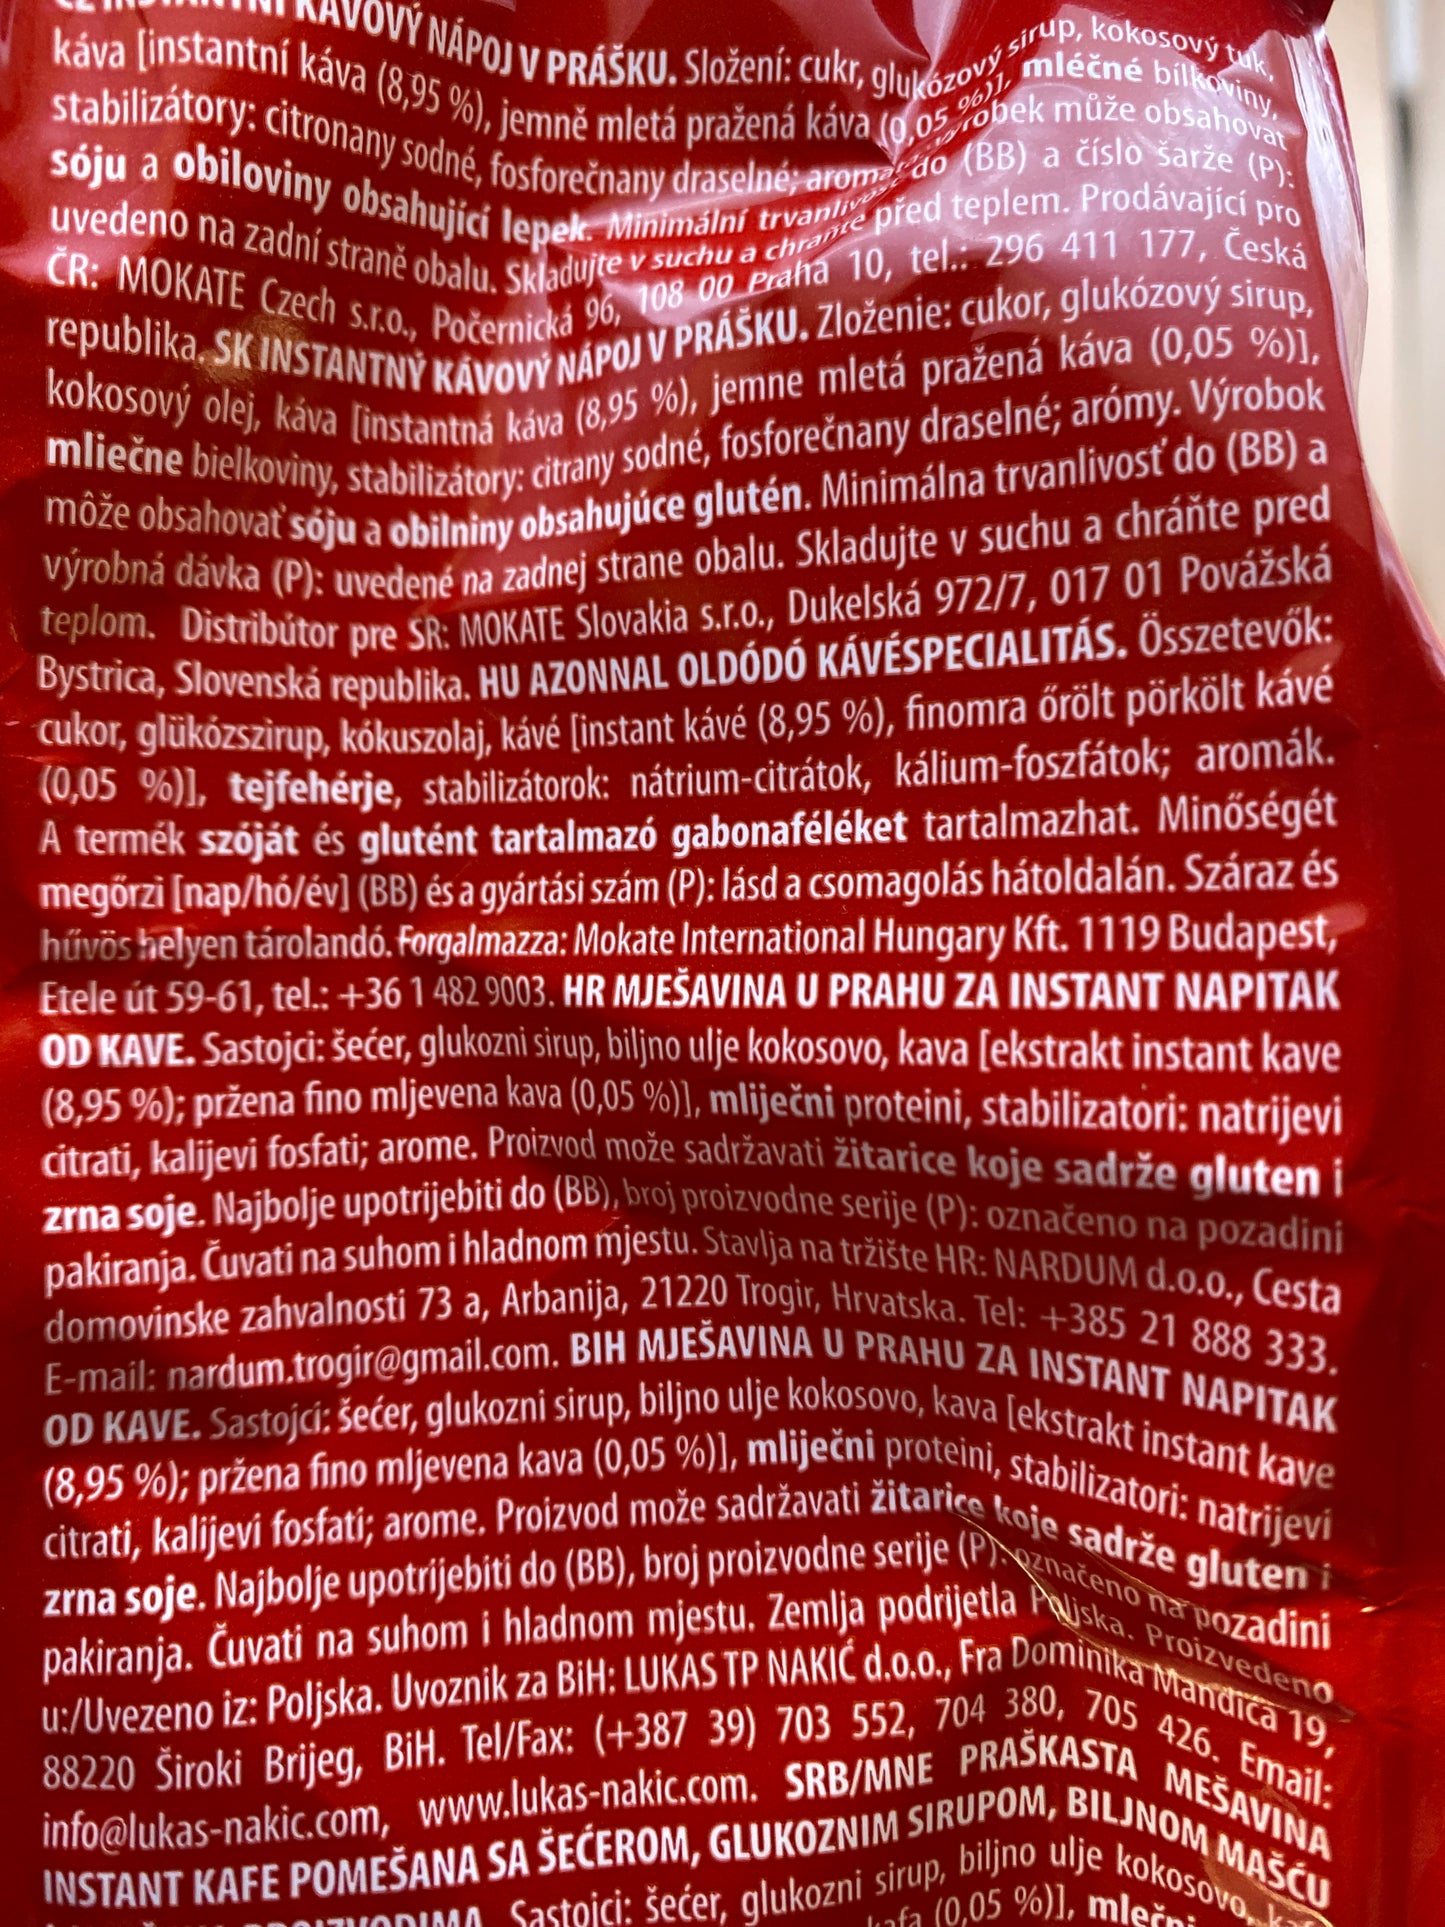 CZ INSTANTNÍ KÁVOVÝ NÁPOJ V PRÁŠKU. Složení: cukr, glukózový sirup, kokosový tuk,
káva [instantní káva (8,95 %), jemně mletá pražená káva (0,05 %)], mléčné bílkoviny,
stabilizátory: citronany sodné, fosforečnany draselné; aroma. Výrobek může obsahovat
sóju a obiloviny obsahující lepek. Minimální trvanlivost do (BB) a číslo šarže (P):
uvedeno na zadní straně obalu. Skladujte v suchu a chraňte před teplem. Prodávající pro
ČR: MOKATE Czech s.r.o., Počernická 96, 108 00 Praha 10, tel.: 296 411 177, Česká
republika. SK INSTANTNÝ KÁVOVÝ NÁPOJ V PRÁŠKU. Zloženie: cukor, glukózový sirup,
kokosový olej, káva [instantná káva (8,95 %), jemne mletá pražená káva (0,05 %)],
mliečne bielkoviny, stabilizátory: citrany sodné, fosforečnany draselné; arómy. Výrobok
môže obsahovať sóju a obilniny obsahujúce glutén. Minimálna trvanlivosť do (BB) a
výrobná dávka (P): uvedené na zadnej strane obalu. Skladujte v suchu a chráňte pred
teplom. Distribútor pre SR: MOKATE Slovakia s.r.o., Dukelská 972/7, 017 01 Považská
Bystrica, Slovenská republika. HU AZONNAL OLDÓDÓ KÁVÉSPECIALITÁS. Összetevők:
cukor, glükózszirup, kókuszolaj, kávé [instant kávé (8,95 %), finomra őrölt pörkölt kávé
(0,05 %)], tejfehérje, stabilizátorok: nátrium-citrátok, kálium-foszfátok; aromák.
A termék szóját és glutént tartalmazó gabonaféléket tartalmazhat. Minőségét
megőrzi [nap/hó/év] (BB) és a gyártási szám (P): lásd a csomagolás hátoldalán. Száraz és
hűvös helyen tárolandó. Forgalmazza: Mokate International Hungary Kft. 1119 Budapest,
Etele út 59-61, tel.: +36 1 482 9003. HR MJEŠAVINA U PRAHU ZA INSTANT NAPITAK
OD KAVE. Sastojci: šećer, glukozni sirup, biljno ulje kokosovo, kava [ekstrakt instant kave
(8,95 %); pržena fino mljevena kava (0,05 %)], mliječni proteini, stabilizatori: natrijevi
citrati, kalijevi fosfati; arome. Proizvod može sadržavati žitarice koje sadrže gluten i
zrna soje. Najbolje upotrijebiti do (BB), broj proizvodne serije (P): označeno na pozadini
pakiranja. Čuvati na suhom i hladnom mjestu. Stavlja na tržište HR: NARDUM d.o.o., Cesta
domovinske zahvalnosti 73 a, Arbanija, 21220 Trogir, Hrvatska. Tel: +385 21 888 333.
E-mail: nardum.trogir@gmail.com. BIH MJEŠAVINA U PRAHU ZA INSTANT NAPITAK
OD KAVE. Sastojci: šećer, glukozni sirup, biljno ulje kokosovo, kava [ekstrakt instant kave
(8,95 %); pržena fino mljevena kava (0,05 %)], mliječni proteini, stabilizatori: natrijevi
citrati, kalijevi fosfati; arome. Proizvod može sadržavati žitarice koje sadrže gluten i
zrna soje. Najbolje upotrijebiti do (BB), broj proizvodne serije (P): označeno na pozadini
pakiranja. Čuvati na suhom i hladnom mjestu. Zemlja podrijetla Poljska. Proizvedeno
u:/Uvezeno iz: Poljska. Uvoznik za BiH: LUKAS TP NAKIĆ d.o.o., Fra Dominika Mandića 19,
88220 Široki Brijeg, BiH. Tel/Fax: (+387 39) 703 552, 704 380, 705 426. Email:
info@lukas-nakic.com, www.lukas-nakic.com. SRB/MNE PRAŠKASTA MEŠAVINA
INSTANT KAFE POMEŠANA SA ŠEĆEROM, GLUKOZNIM SIRUPOM, BILJNOM MAŠĆU
Sastojci: šećer, glukozni sirup, biljno ulje kokosovo,
kafa (0,05 %)], mlečni